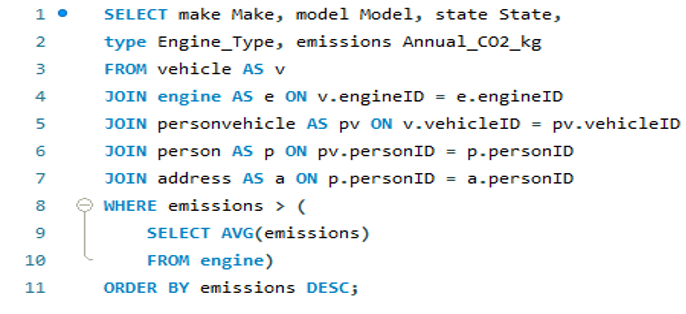 1 SELECT make Make, model Model, state State,
2 type Engine_Type, emissions Annual_CO2_kg
3 FROM vehicle AS v
4 JOIN engine AS e ON v.engineID = e.engineID
5 JOIN personvehicle AS pv ON v.vehicleID = pv.vehicleID
6 JOIN person AS p ON pv.personID = p.personID
7 JOIN address AS a ON p.personID = a.personID
8 WHERE emissions > (
9 SELECT AVG(emissions)
10 FROM engine)
11 ORDER BY emissions DESC;